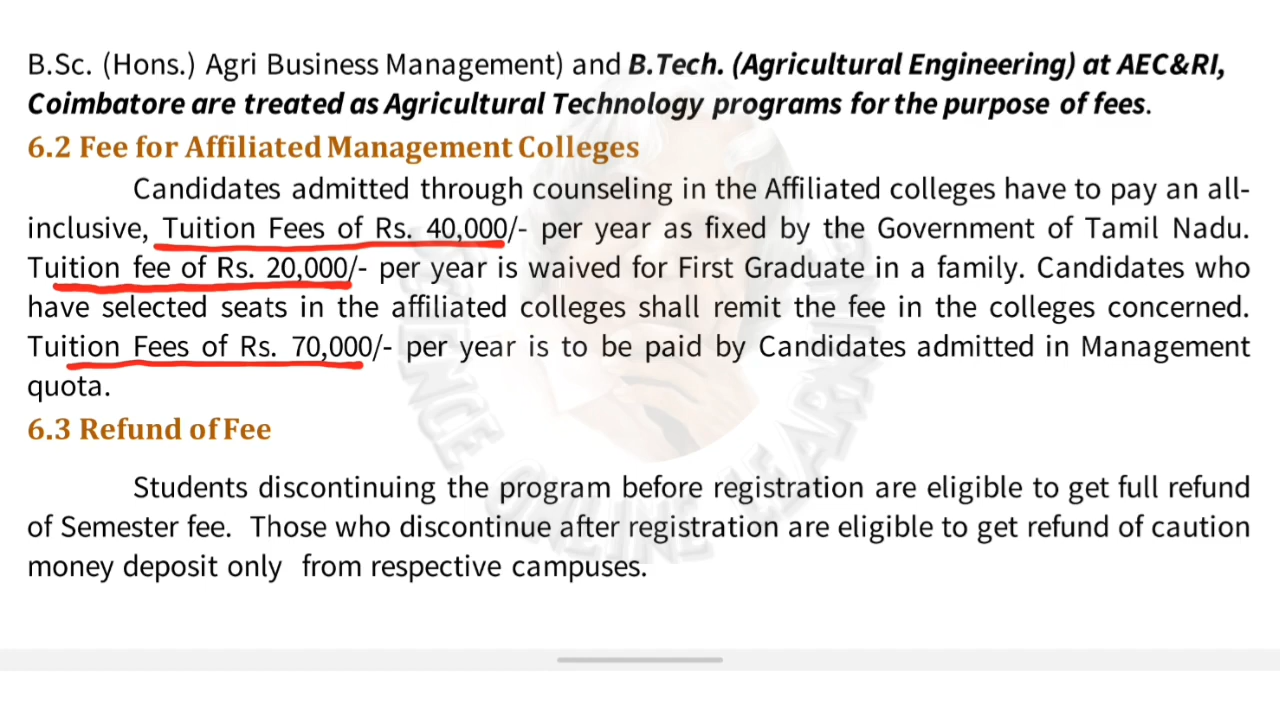 B.Sc. (Hons.) Agri Business Management) and B.Tech. (Agricultural Engineering) at AEC&RI,
Coimbatore are treated as Agricultural Technology programs for the purpose of fees.
6.2 Fee for Affiliated Management Colleges
Candidates admitted through counseling in the Affiliated colleges have to pay an all-
inclusive, Tuition Fees of Rs. 40,000/- per year as fixed by the Government of Tamil Nadu.
Tuition fee of Rs. 20,000/- per year is waived for First Graduate in a family. Candidates who
have selected seats in the affiliated colleges shall remit the fee in the colleges concerned.
Tuition Fees of Rs. 70,000/- per year is to be paid by Candidates admitted in Management
quota.
6.3 Refund of Fee
Students discontinuing the program before registration are eligible to get full refund
of Semester fee. Those who discontinue after registration are eligible to get refund of caution
money deposit only from respective campuses.